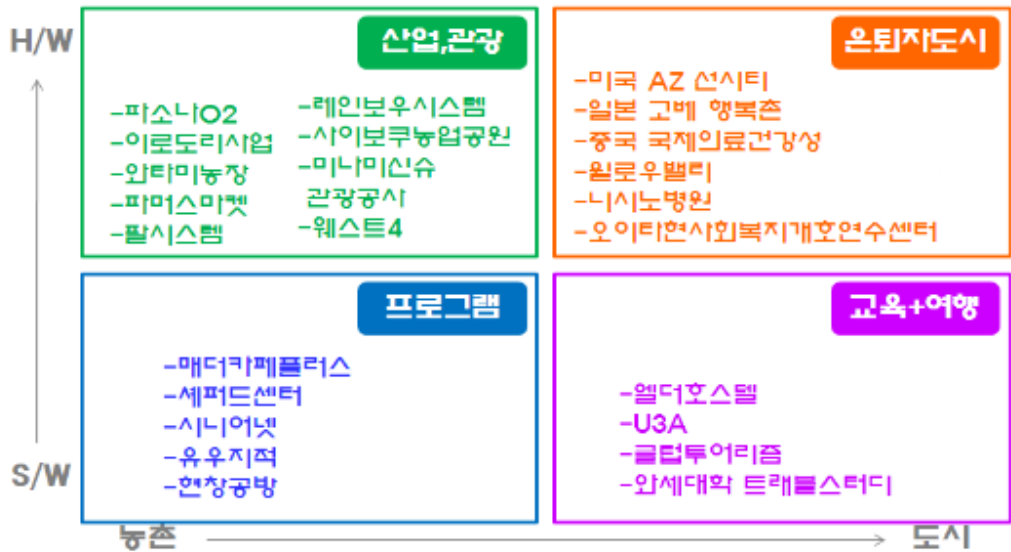 H/W
산업,관광
-파소나O2
-이로도리사업
-안타미농장
-파머스마켓
-팔시스템
-레인보우시스템
-사이보쿠농업공원
-미나미신슈
관광공사
-웨스트4
은퇴자도시
-미국 AZ 선시티
-일본 고베 행복촌
-중국 국제의료건강성
-윌로우밸리
-니시노병원
-오이타현사회복지개호연수센터
프로그램
-매더카페플러스
-세퍼드센터
-시니어넷
-유우지적
-현창공방
교육+여행
-엘더호스텔
-U3A
-클럽투어리즘
-와세대학 트래블스터디
S/W
농촌
도시